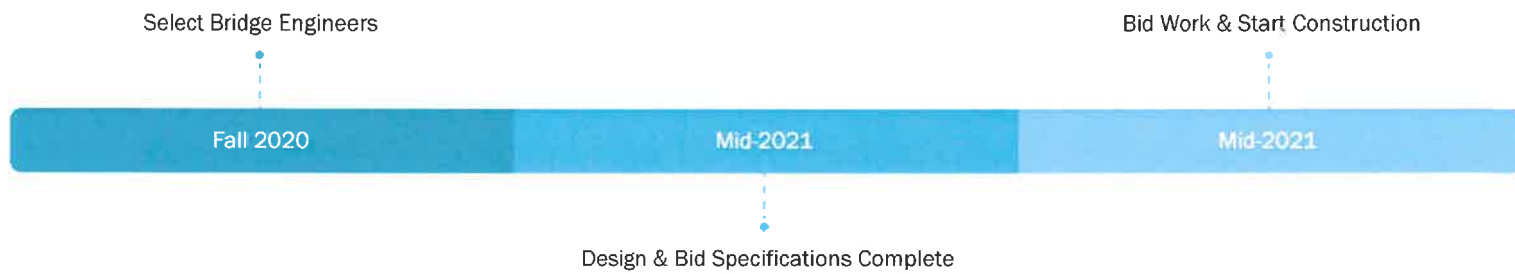 Select Bridge Engineers
Bid Work & Start Construction
Fall 2020
Mid-2021
Mid-2021
Design & Bid Specifications Complete